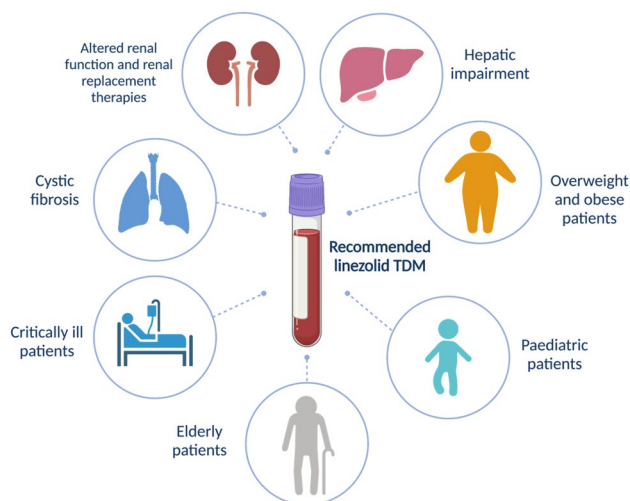 Altered renal
function and renal
replacement
therapies
Hepatic
impairment
Cystic
fibrosis
Overweight
and obese
patients
Recommended
linezolid TDM
Critically ill
patients
Paediatric
patients
Elderly
patients